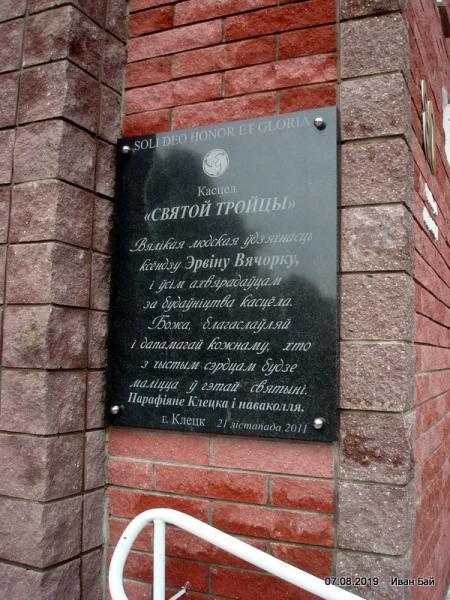 SOLI DEO HONOR ET GLORIA
Касцел
«СВЯТОЙ ТРОЙЦЫ»
Вялікая людская ўдзячнасць
ксёндзу Эрвіну Вячорку,
і ўсім ахвярадаўцам
за будаўніцтва касцёла.
Божа, благаслаўляй
і дапамагай кожнаму, хто
з чыстым сэрцам будзе
маліцца ў гэтай святыні.
Парафіяне Клецка і наваколля.
г. Клецк 21 лістапада 2011
07.08.2019 Иван Бай